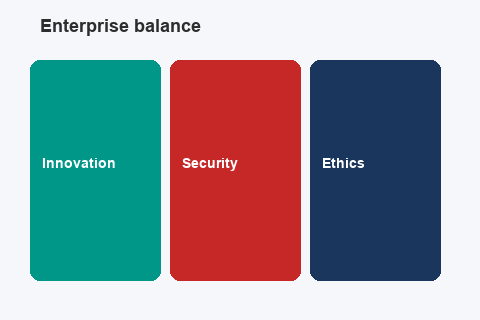 Enterprise balance
Innovation
Security
Ethics